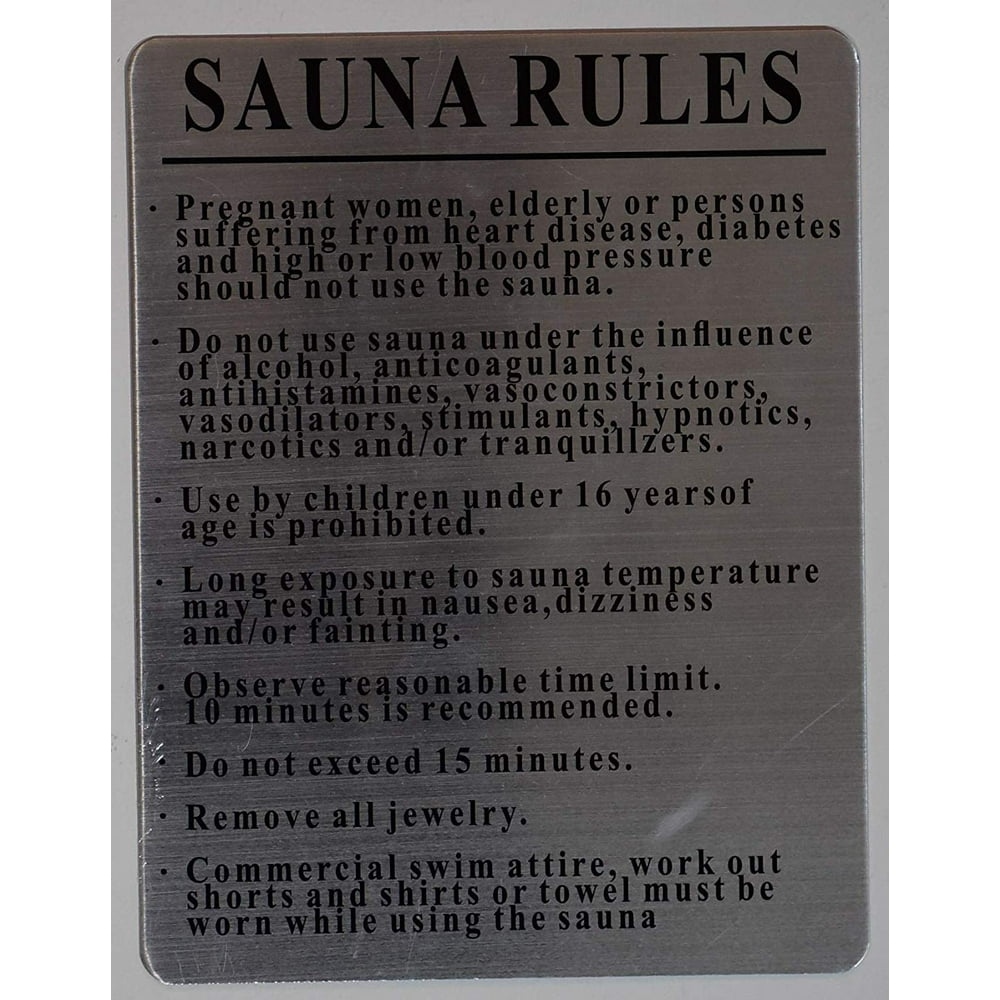 SAUNA RULES
· Pregnant women, elderly or persons
suffering from heart disease, diabetes
and high or low blood pressure
should not use the sauna.
· Do not use sauna under the influence
of alcohol, anticoagulants,
antihistamines, vasoconstrictors,
vasodilators, stimulants, hypnotics,
narcotics and/or tranquillzers.
· Use by children under 16 yearsof
age is prohibited.
· Long exposure to sauna temperature
may result in nausea,dizziness
and/or fainting.
· Observe reasonable time limit.
10 minutes is recommended.
· Do not exceed 15 minutes.
· Remove all jewelry.
· Commercial swim attire, work out
shorts and shirts or towel must be
worn while using the sauna